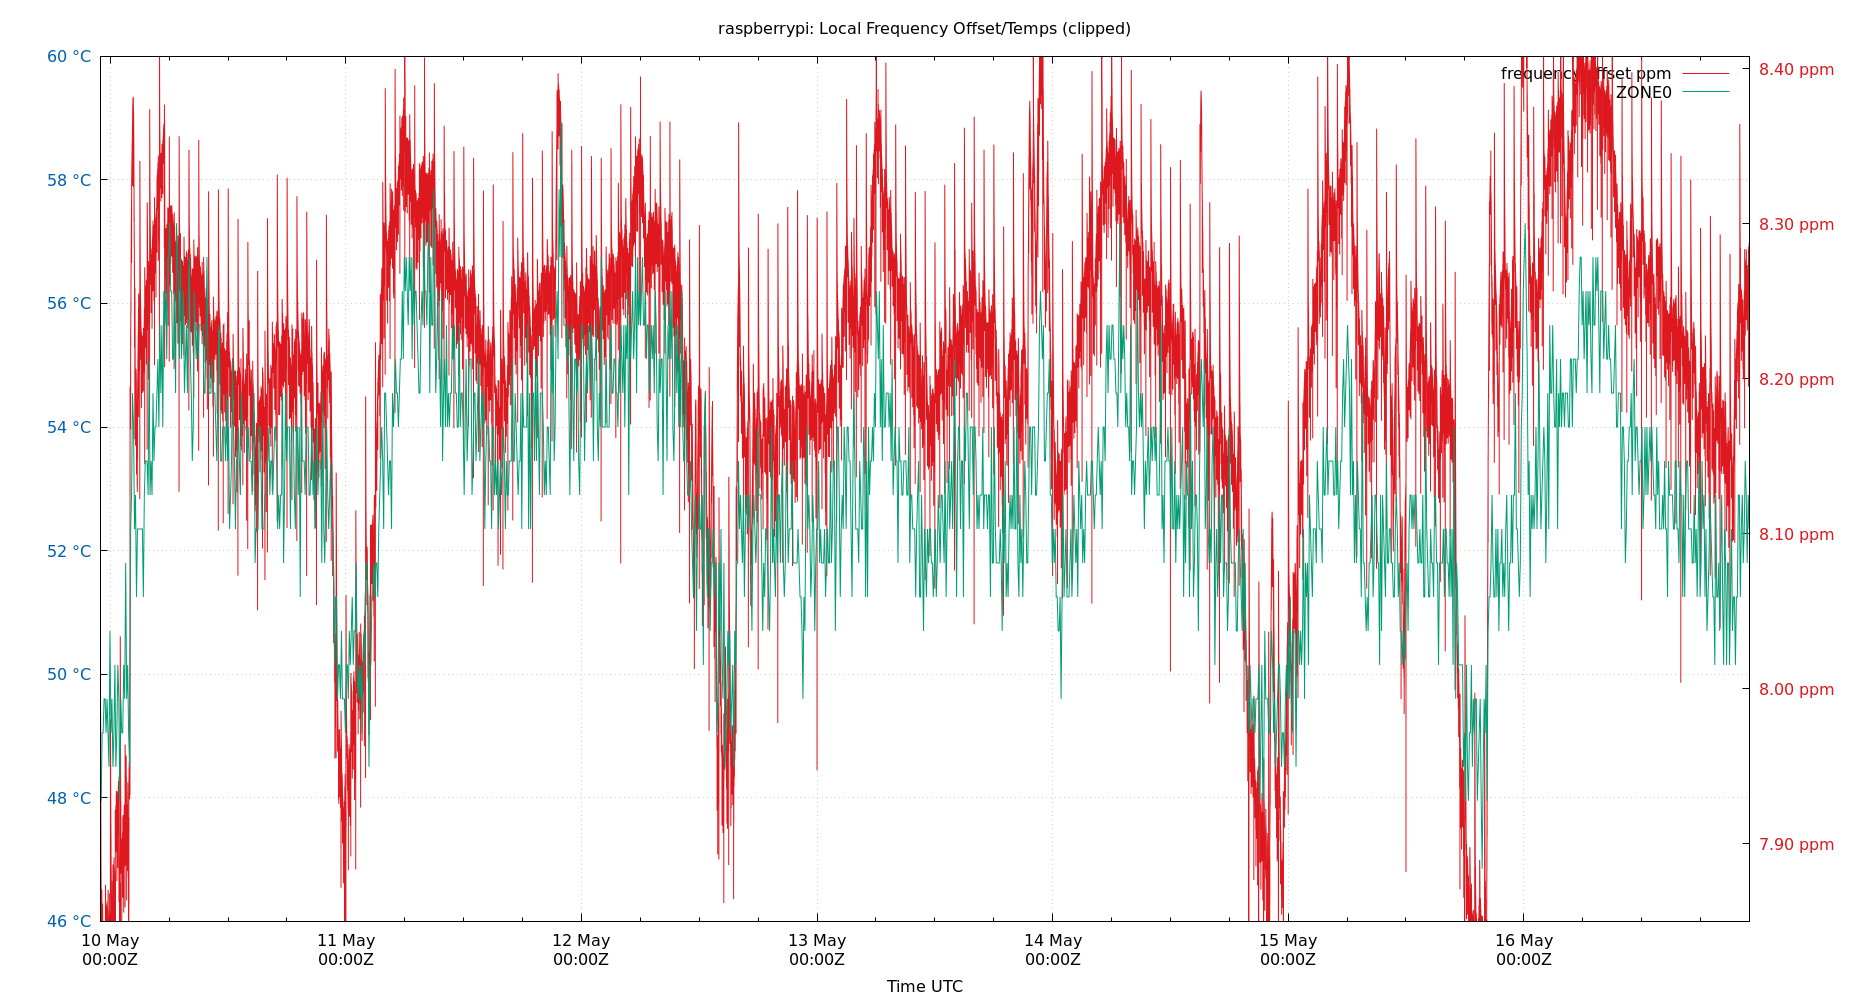 raspberrypi: Local Frequency Offset/Temps (clipped)
60 °C
58 °C
56 °C
54 °C
52 °C
50 °C
48 °C
46 °C
8.40 ppm
8.30 ppm
8.20 ppm
8.10 ppm
8.00 ppm
7.90 ppm
frequency offset ppm
ZONE0
10 May
00:00Z
11 May
00:00Z
12 May
00:00Z
13 May
00:00Z
14 May
00:00Z
15 May
00:00Z
16 May
00:00Z
Time UTC